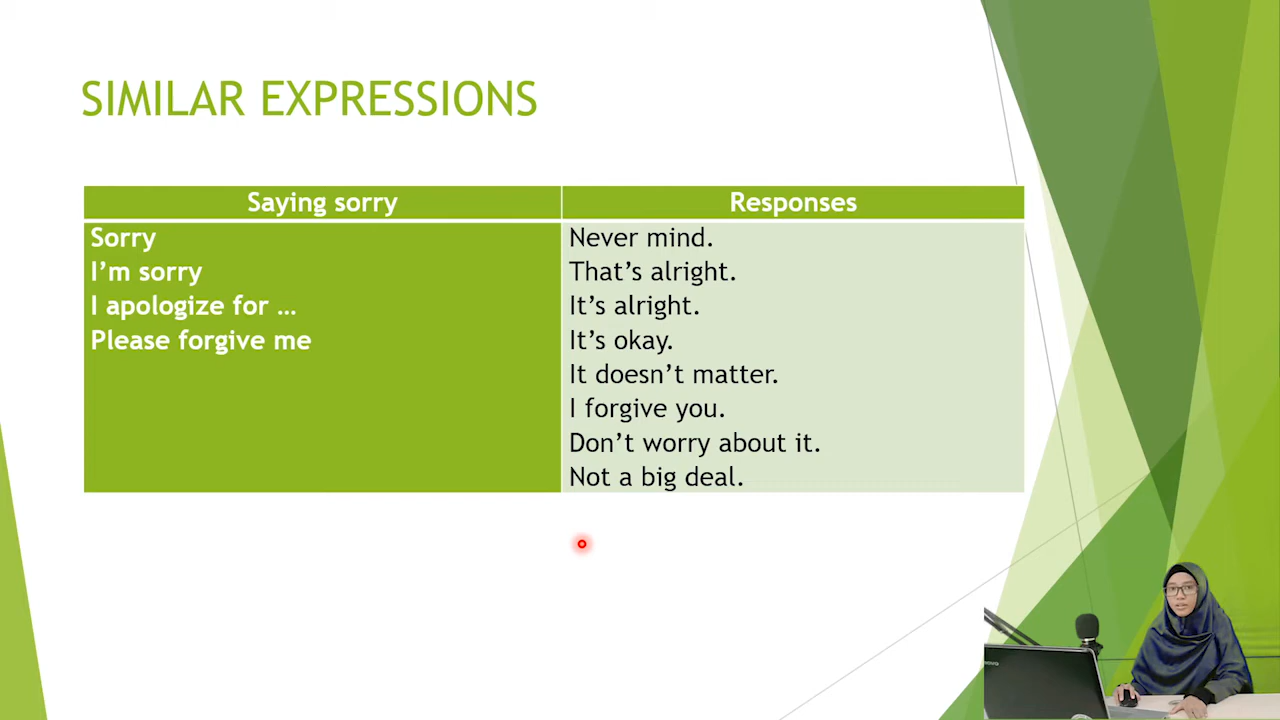 SIMILAR EXPRESSIONS
Saying sorry
Responses
Sorry
I'm sorry
I apologize for …
Please forgive me
Never mind.
That's alright.
It's alright.
It's okay.
It doesn't matter.
I forgive you.
Don't worry about it.
Not a big deal.